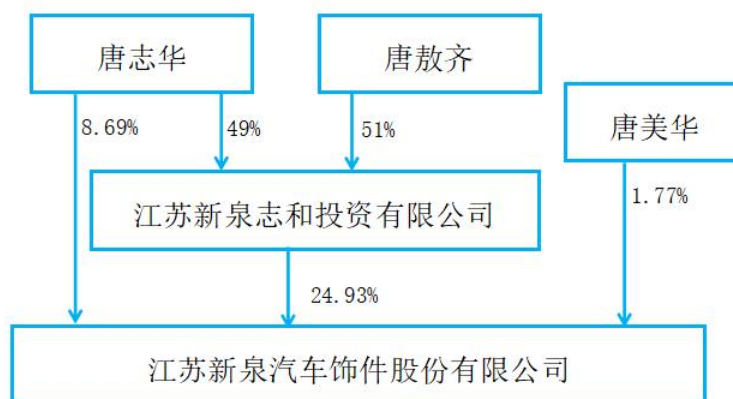 唐志华
唐敖齐
唐美华
8.69%
49%
51%
1.77%
江苏新泉志和投资有限公司
24.93%
江苏新泉汽车饰件股份有限公司